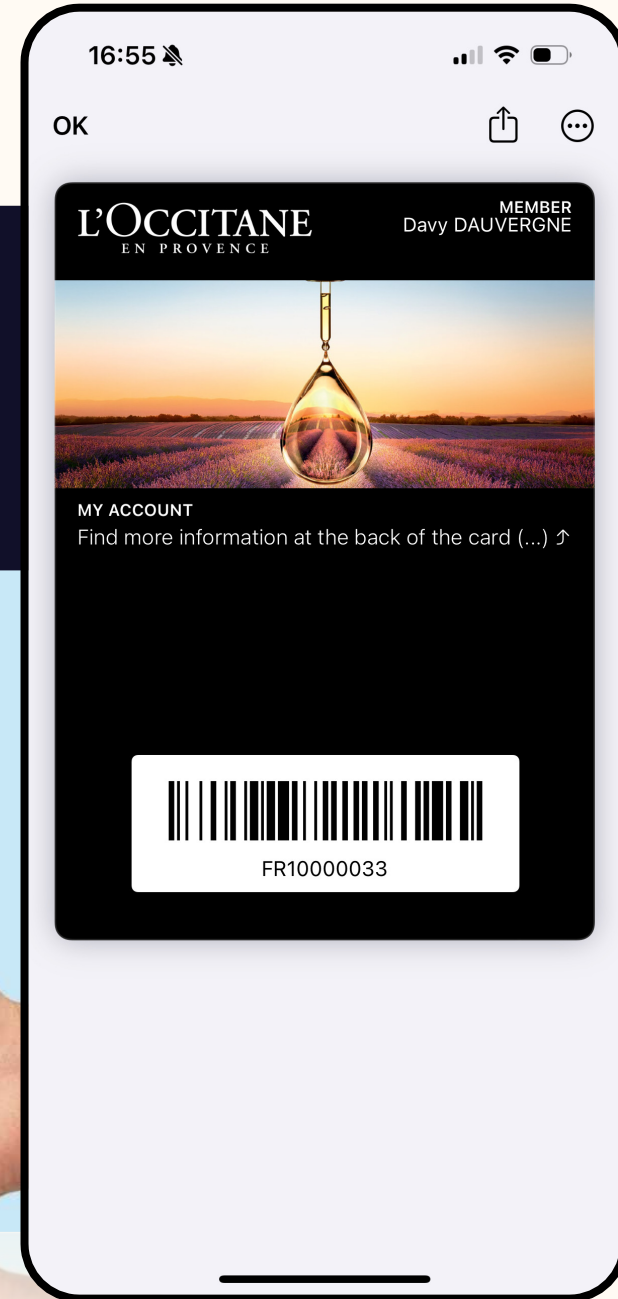 16:55
OK
L'OCCITANE
EN PROVENCE
MEMBER
Davy DAUVERGNE
MY ACCOUNT
Find more information at the back of the card (...) ⤴
FR10000033